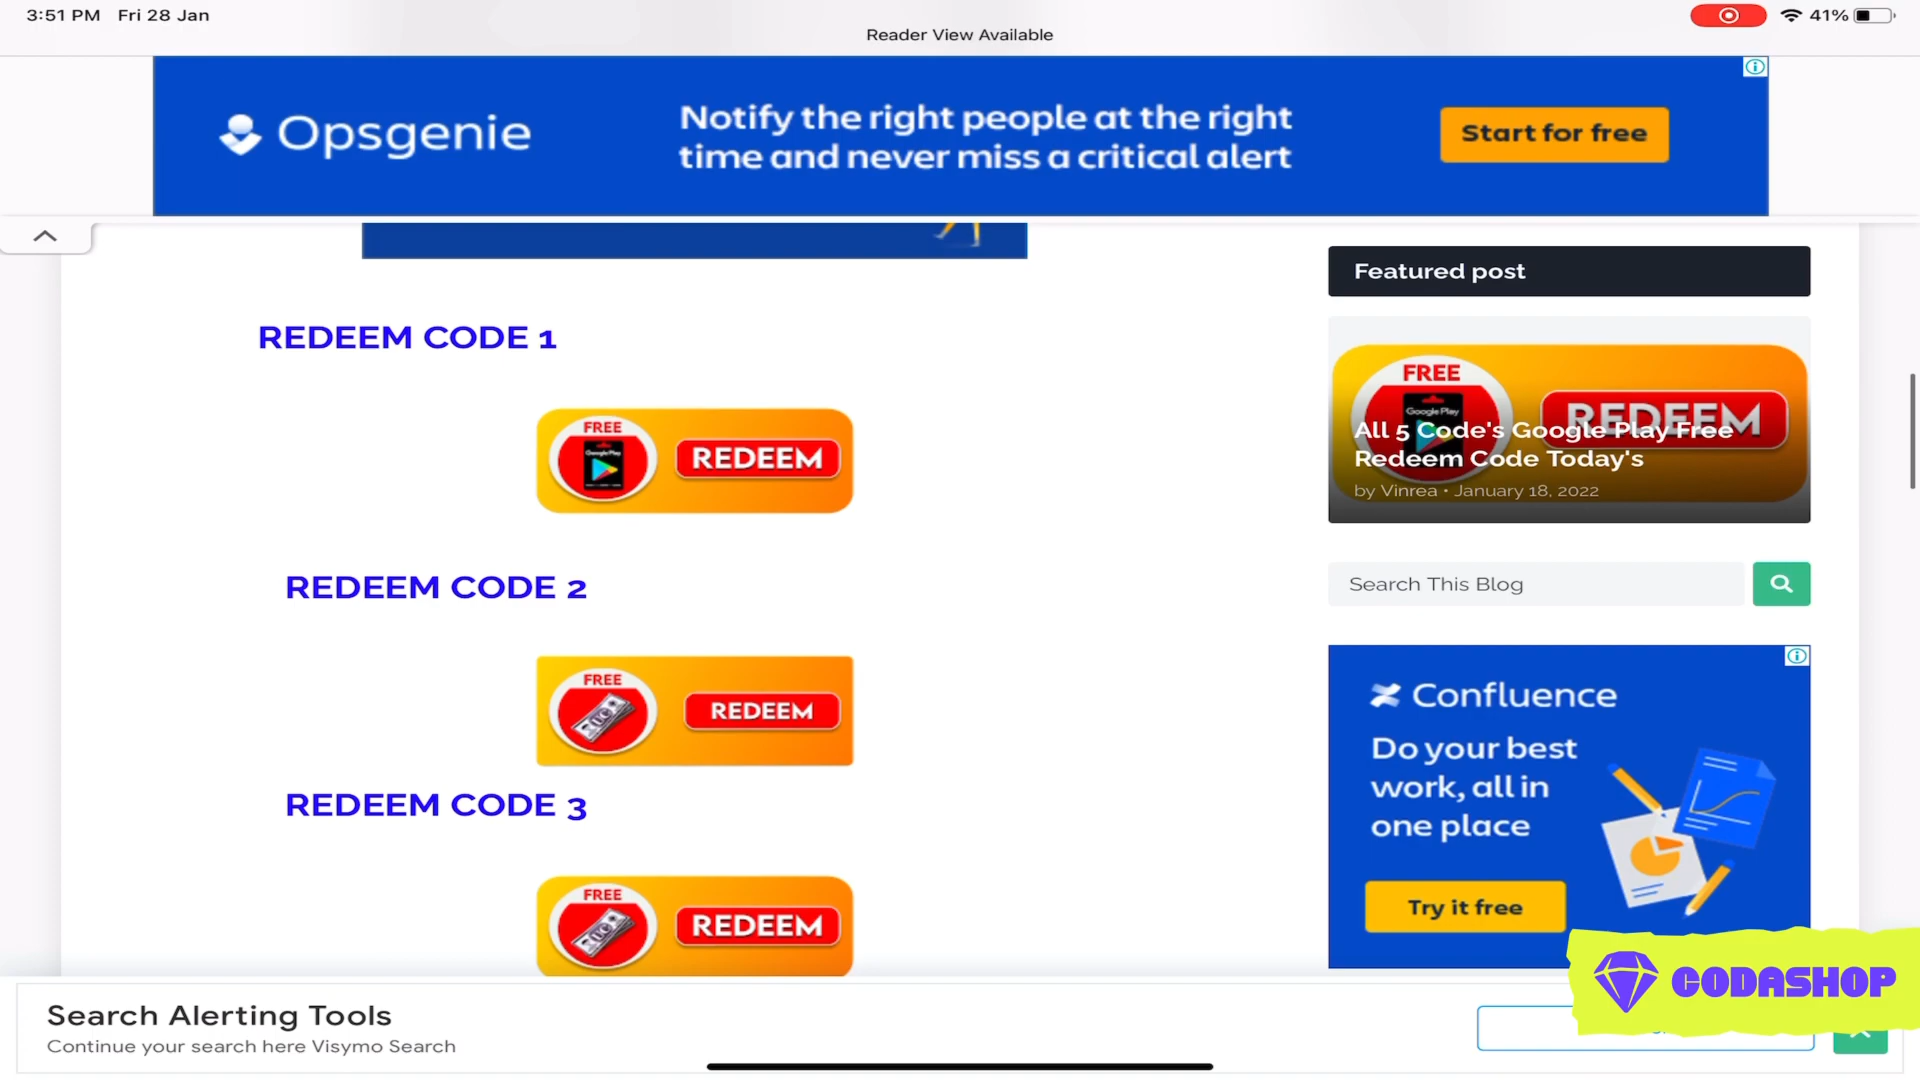 3:51 PM Fri 28 Jan
41%
Reader View Available
Opsgenie
Notify the right people at the right
time and never miss a critical alert
Start for free
REDEEM CODE 1
FREE
Google Play
REDEEM
REDEEM CODE 2
FREE
REDEEM
REDEEM CODE 3
FREE
REDEEM
Featured post
FREE
Google Play
REDEEM
All 5 Code's Google Play Free
Redeem Code Today's
by Vinrea • January 18, 2022
Search This Blog
Confluence
Do your best
work, all in
one place
Try it free
CODASHOP
Search Alerting Tools
Continue your search here Visymo Search